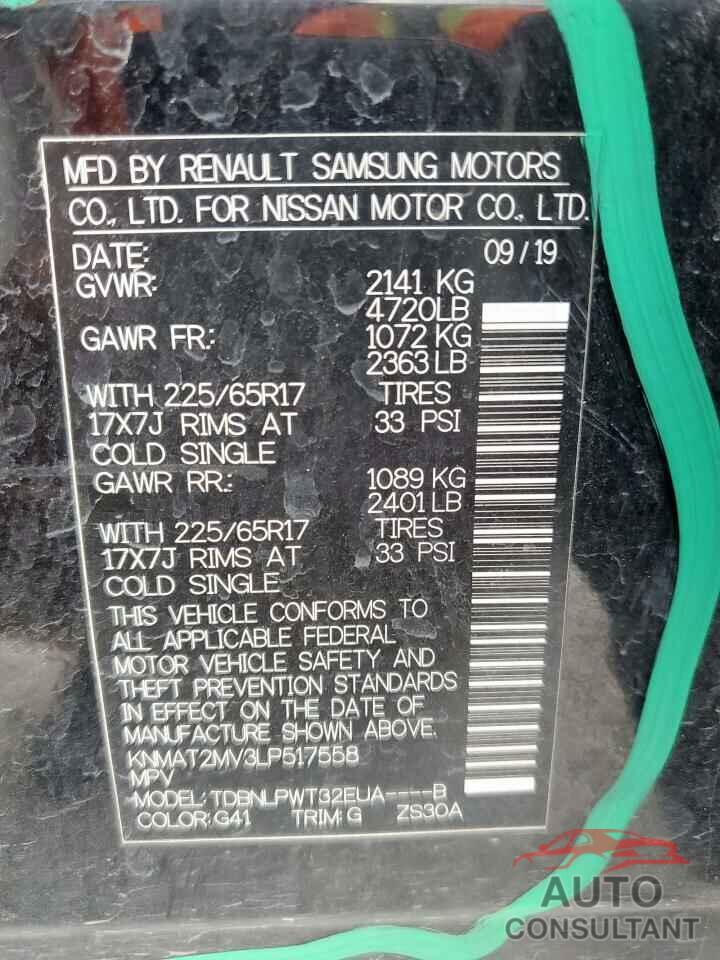 MFD BY RENAULT SAMSUNG MOTORS
CO., LTD. FOR NISSAN MOTOR CO., LTD.
DATE: 09/19
GVWR: 2141 KG
4720LB
GAWR FR.: 1072 KG
2363 LB
WITH 225/65R17 TIRES
17X7J RIMS AT 33 PSI
COLD SINGLE
GAWR RR.: 1089 KG
2401 LB
WITH 225/65R17 TIRES
17X7J RIMS AT 33 PSI
COLD SINGLE
THIS VEHICLE CONFORMS TO
ALL APPLICABLE FEDERAL
MOTOR VEHICLE SAFETY AND
THEFT PREVENTION STANDARDS
IN EFFECT ON THE DATE OF
MANUFACTURE SHOWN ABOVE.
KNMAT2MV3LP517558
MPV
MODEL: TDBNLPWT32EUA----B
COLOR: G41 TRIM: G ZS30A
AUTO
CONSULTANT